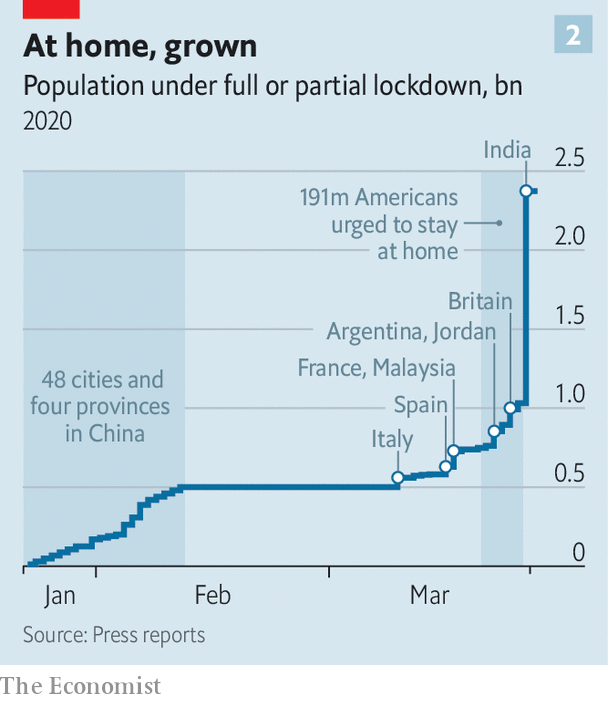 2
At home, grown
Population under full or partial lockdown, bn
2020
India
2.5
191m Americans
urged to stay
at home
2.0
Britain
1.5
Argentina, Jordan
France, Malaysia
48 cities and
four provinces
in China
Spain
1.0
Italy
0.5
0
Jan
Feb
Mar
Source: Press reports
The Economist